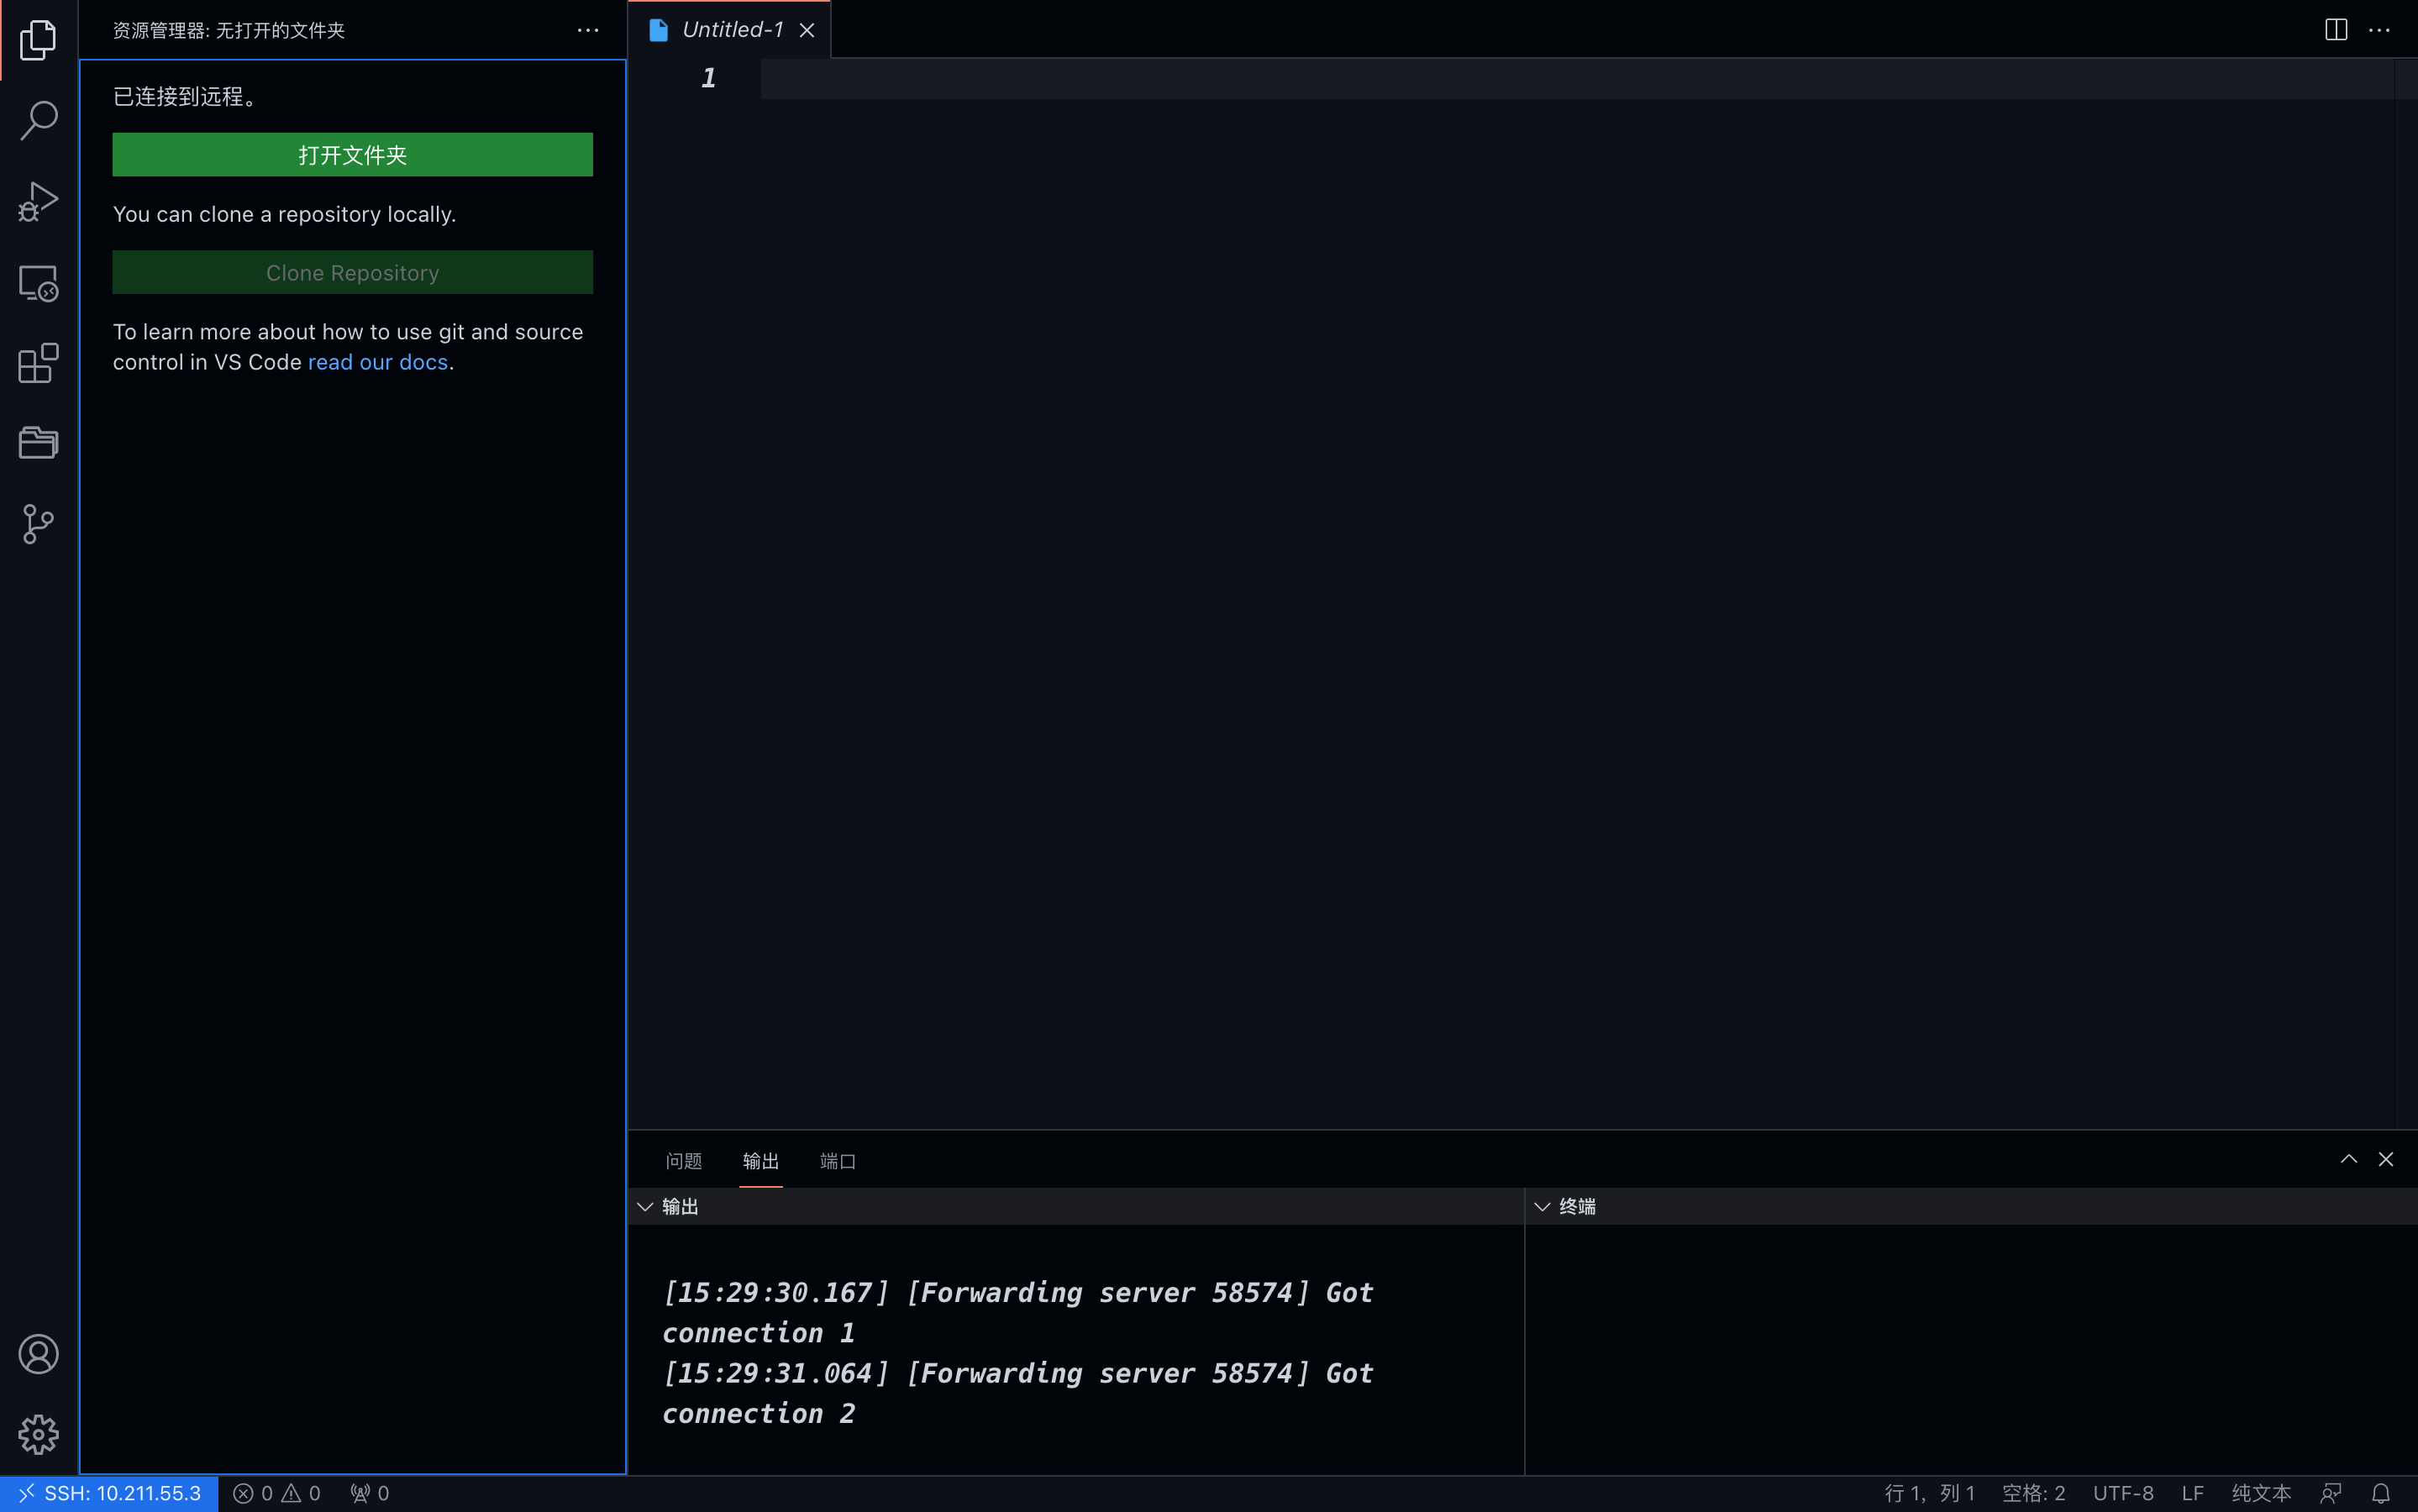 资源管理器: 无打开的文件夹
已连接到远程。
打开文件夹
You can clone a repository locally.
Clone Repository
To learn more about how to use git and source
control in VS Code read our docs.
Untitled-1
1
问题 输出 端口
输出
[15:29:30.167] [Forwarding server 58574] Got
connection 1
[15:29:31.064] [Forwarding server 58574] Got
connection 2
终端
SSH: 10.211.55.3 0 0 0 行 1, 列 1 空格: 2 UTF-8 LF 纯文本